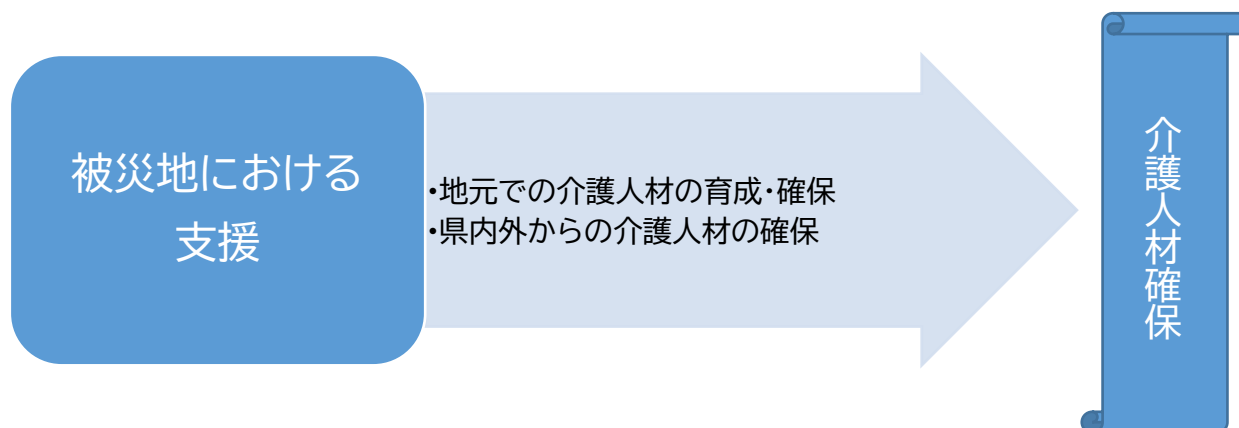 被災地における
支援
・地元での介護人材の育成・確保
・県内外からの介護人材の確保
介護人材確保